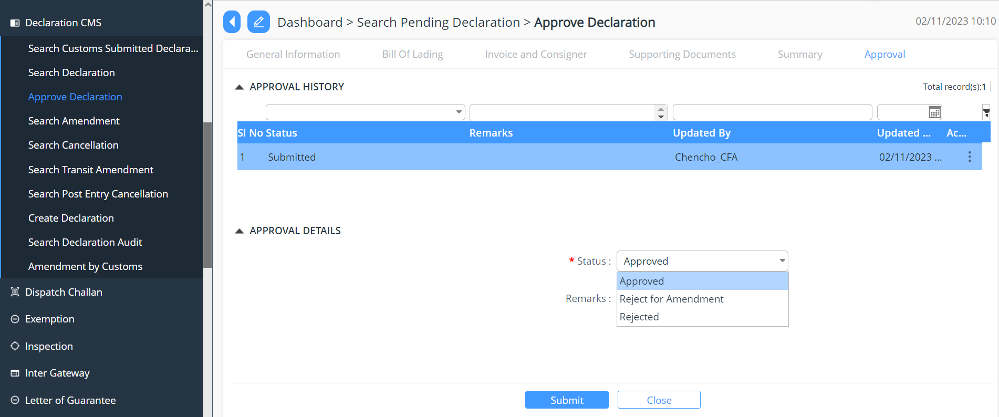 Declaration CMS
Search Customs Submitted Declara...
Search Declaration
Approve Declaration
Search Amendment
Search Cancellation
Search Transit Amendment
Search Post Entry Cancellation
Create Declaration
Search Declaration Audit
Amendment by Customs
Dispatch Challan
Exemption
Inspection
Inter Gateway
Letter of Guarantee
Dashboard > Search Pending Declaration > Approve Declaration
02/11/2023 10:10
General Information Bill Of Lading Invoice and Consigner Supporting Documents Summary Approval
APPROVAL HISTORY
Total record(s):1
Sl No Status Remarks Updated By Updated ... Ac...
1 Submitted Chencho_CFA 02/11/2023 ...
APPROVAL DETAILS
* Status : Approved
Approved
Remarks : Reject for Amendment
Rejected
Submit Close